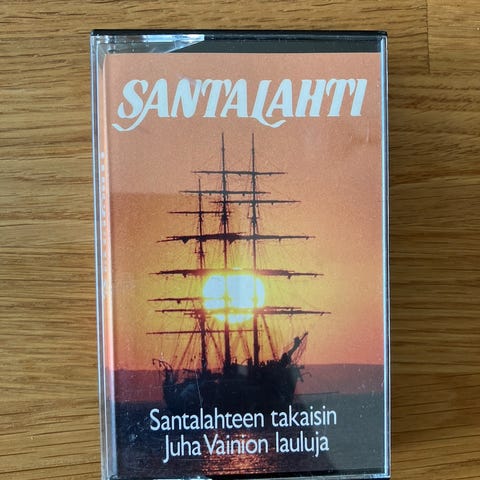 SANTALAHTI
Santalahteen takaisin
Juha Vainion lauluja